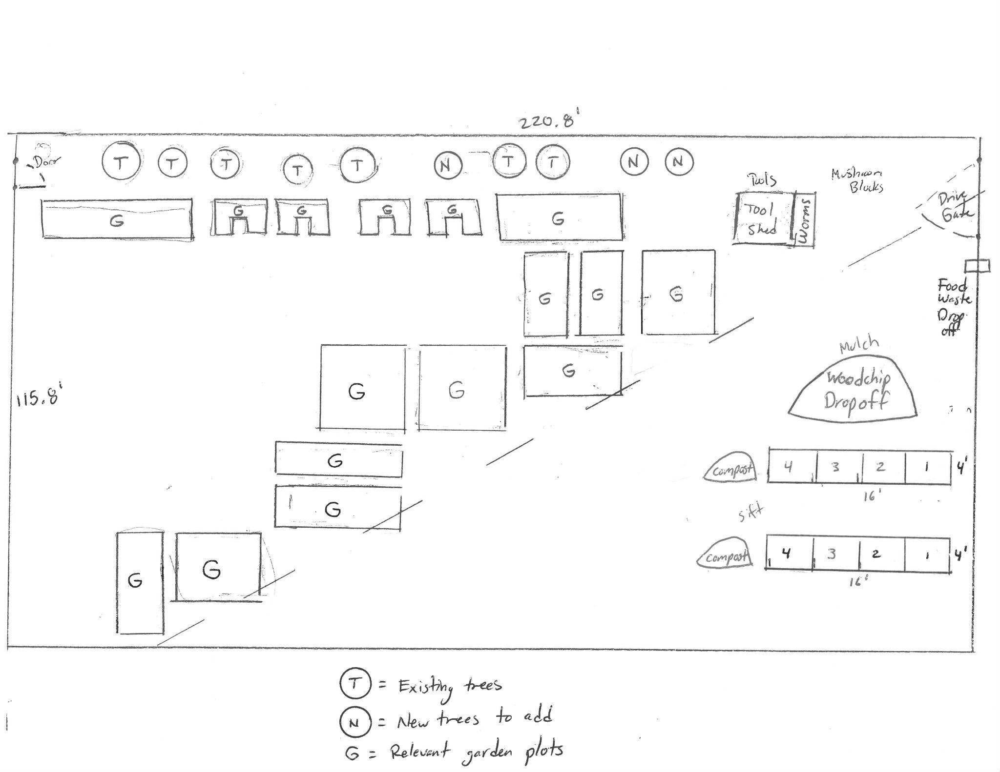 220.8'
Door
T
T
T
T
T
N
T
T
N
N
Tools
Mushroom
Blocks
Drive
Gate
G
G
G
G
G
G
Tool
Shed
Worms
G
G
G
Food
Waste
Drop
off
Mulch
Woodchip
Dropoff
115.8'
G
G
G
G
G
compost
4 3 2 1 4'
16'
sift
compost
4 3 2 1 4'
16'
G
G
T = Existing trees
N = New trees to add
G = Relevant garden plots